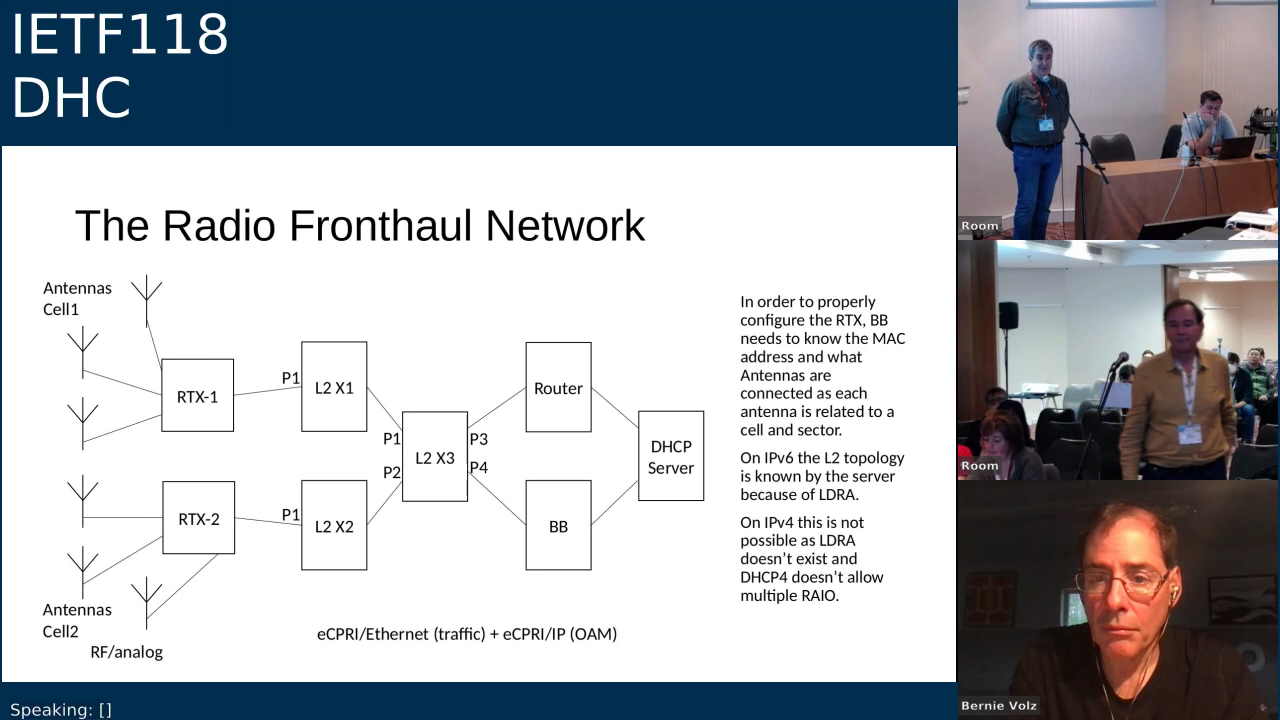 IETF118
DHC
The Radio Fronthaul Network
Antennas
Cell1
RTX-1
P1
L2 X1
P1
P2
L2 X3
P3
P4
Router
DHCP
Server
RTX-2
P1
L2 X2
BB
Antennas
Cell2
RF/analog
eCPRI/Ethernet (traffic) + eCPRI/IP (OAM)
In order to properly
configure the RTX, BB
needs to know the MAC
address and what
Antennas are
connected as each
antenna is related to a
cell and sector.
On IPv6 the L2 topology
is known by the server
because of LDRA.
On IPv4 this is not
possible as LDRA
doesn’t exist and
DHCP4 doesn’t allow
multiple RAIO.
Speaking: []
Room
Room
Bernie Volz